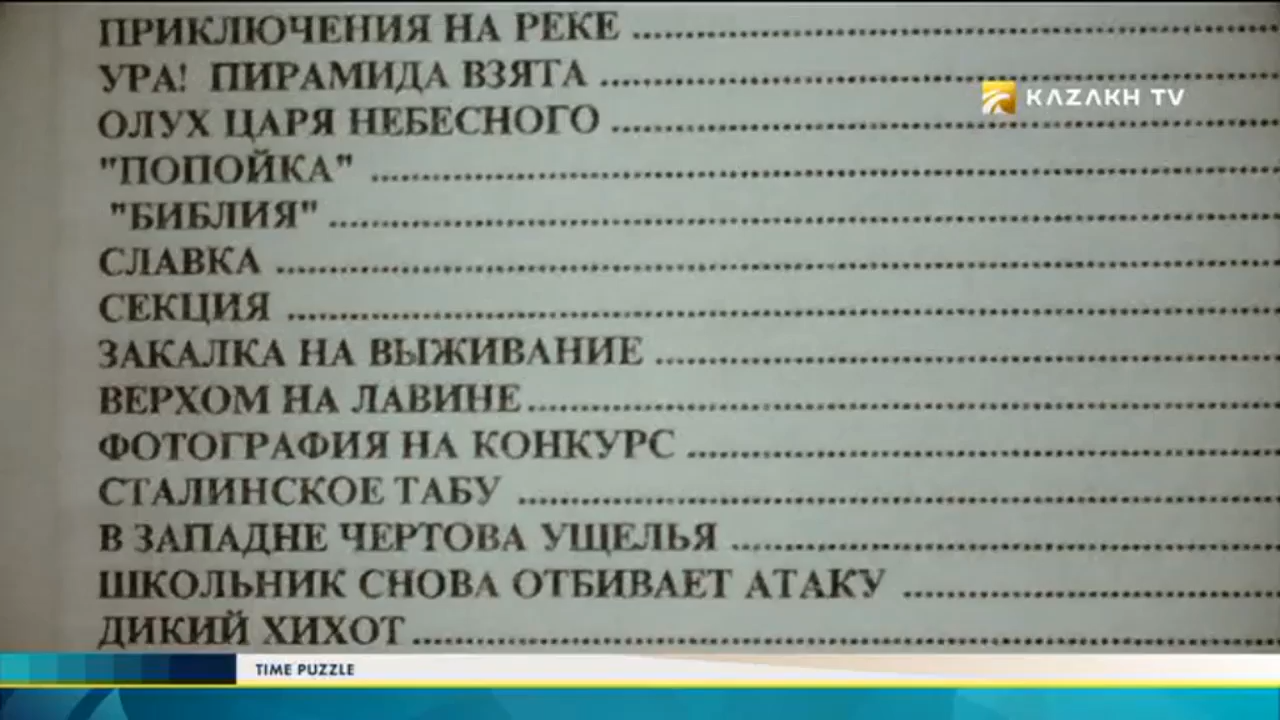 ПРИКЛЮЧЕНИЯ НА РЕКЕ ..........
УРА! ПИРАМИДА ВЗЯТА ..........
KAZAKH TV
ОЛУХ ЦАРЯ НЕБЕСНОГО ..........
"ПОПОЙКА" ..........
"БИБЛИЯ" ..........
СЛАВКА ..........
СЕКЦИЯ ..........
ЗАКАЛКА НА ВЫЖИВАНИЕ ..........
ВЕРХОМ НА ЛАВИНЕ ..........
ФОТОГРАФИЯ НА КОНКУРС ..........
СТАЛИНСКОЕ ТАБУ ..........
В ЗАПАДНЕ ЧЕРТОВА УЩЕЛЬЯ ..........
ШКОЛЬНИК СНОВА ОТБИВАЕТ АТАКУ ..........
ДИКИЙ ХИХОТ ..........
TIME PUZZLE